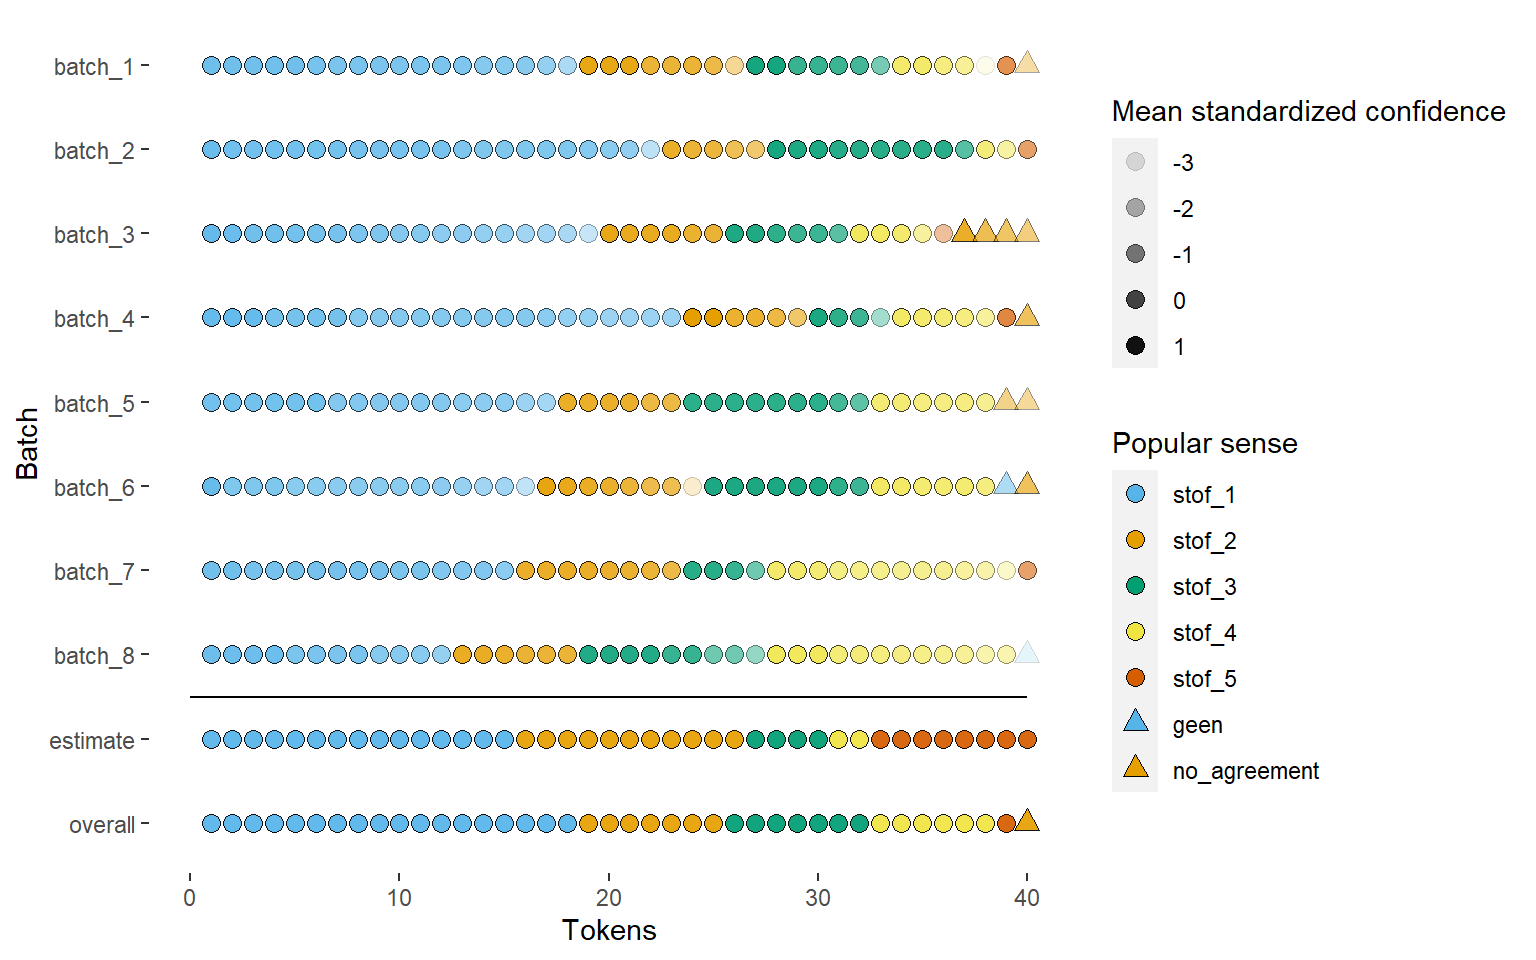 batch_1
batch_2
batch_3
batch_4
batch_5
batch_6
batch_7
batch_8
estimate
overall
Batch
0 10 20 30 40
Tokens
Mean standardized confidence
-3
-2
-1
0
1
Popular sense
stof_1
stof_2
stof_3
stof_4
stof_5
geen
no_agreement